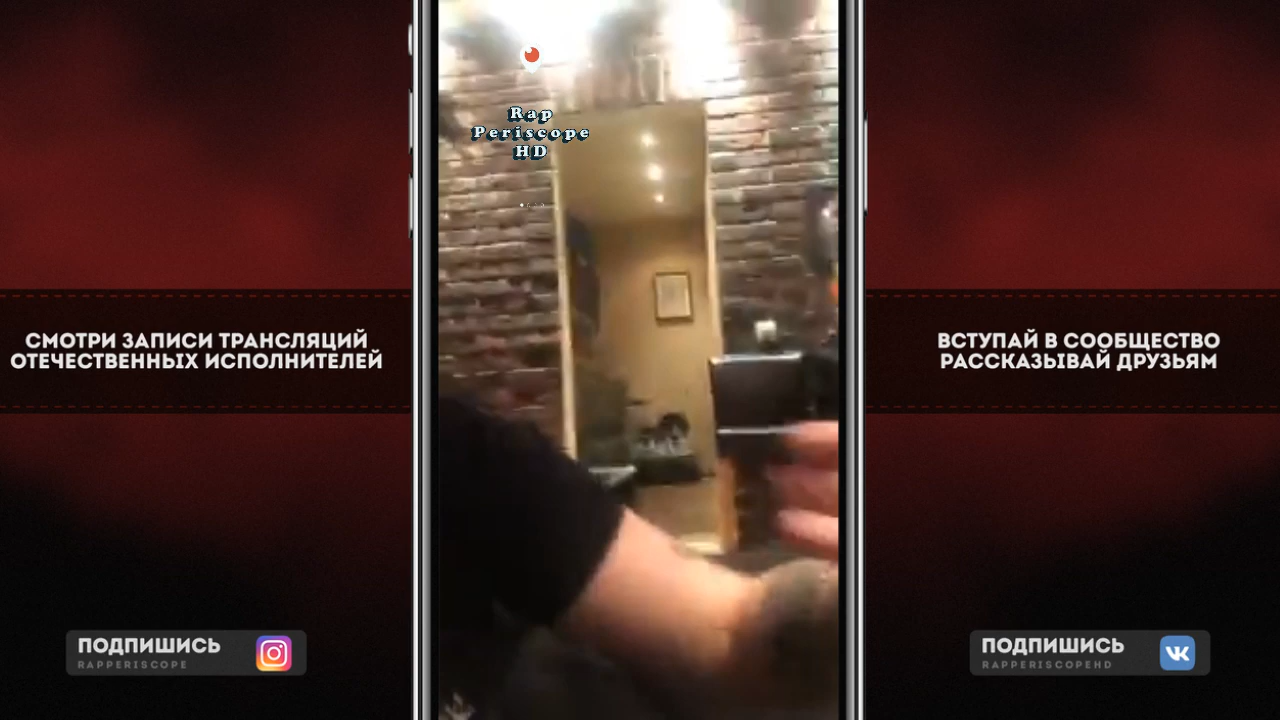 Rap
Periscope
HD
СМОТРИ ЗАПИСИ ТРАНСЛЯЦИЙ
ОТЕЧЕСТВЕННЫХ ИСПОЛНИТЕЛЕЙ
ВСТУПАЙ В СООБЩЕСТВО
РАССКАЗЫВАЙ ДРУЗЬЯМ
ПОДПИШИСЬ
RAPPERISCOPE
ПОДПИШИСЬ
RAPPERISCOPEHD